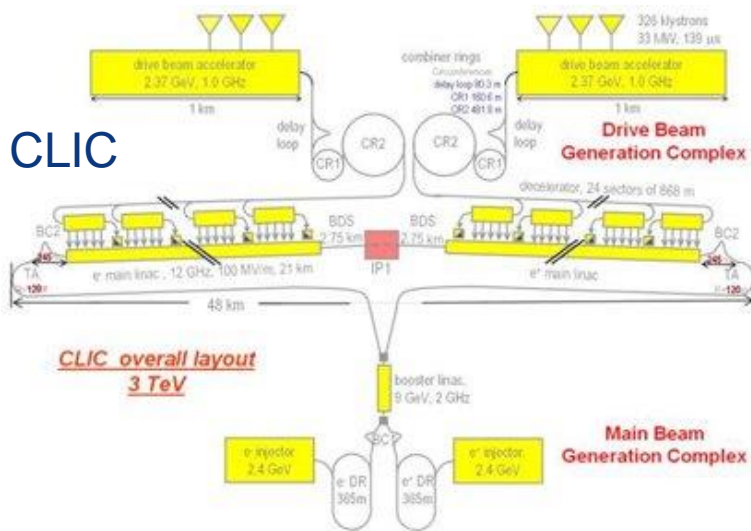 326 klystrons
33 MW, 139 μs
combiner rings
Circumferences
delay loop 80.3 m
CR1 160.6 m
CR2 481.8 m
drive beam accelerator
2.37 GeV, 1.0 GHz
drive beam accelerator
2.37 GeV, 1.0 GHz
1 km
1 km
delay
loop
CR1
CR2
CR2
CR1
delay
loop
Drive Beam
Generation Complex
CLIC
decelerator, 24 sectors of 868 m
BC2
BDS
2.75 km
BDS
2.75 km
BC2
245
245
IP1
TA
e- main linac , 12 GHz, 100 MV/m, 21 km
e+ main linac
TA
R=120
R=120
48 km
CLIC overall layout
3 TeV
booster linac,
9 GeV, 2 GHz
BC1
Main Beam
Generation Complex
e- injector
2.4 GeV
e- DR
365m
e+ DR
365m
e+ injector,
2.4 GeV